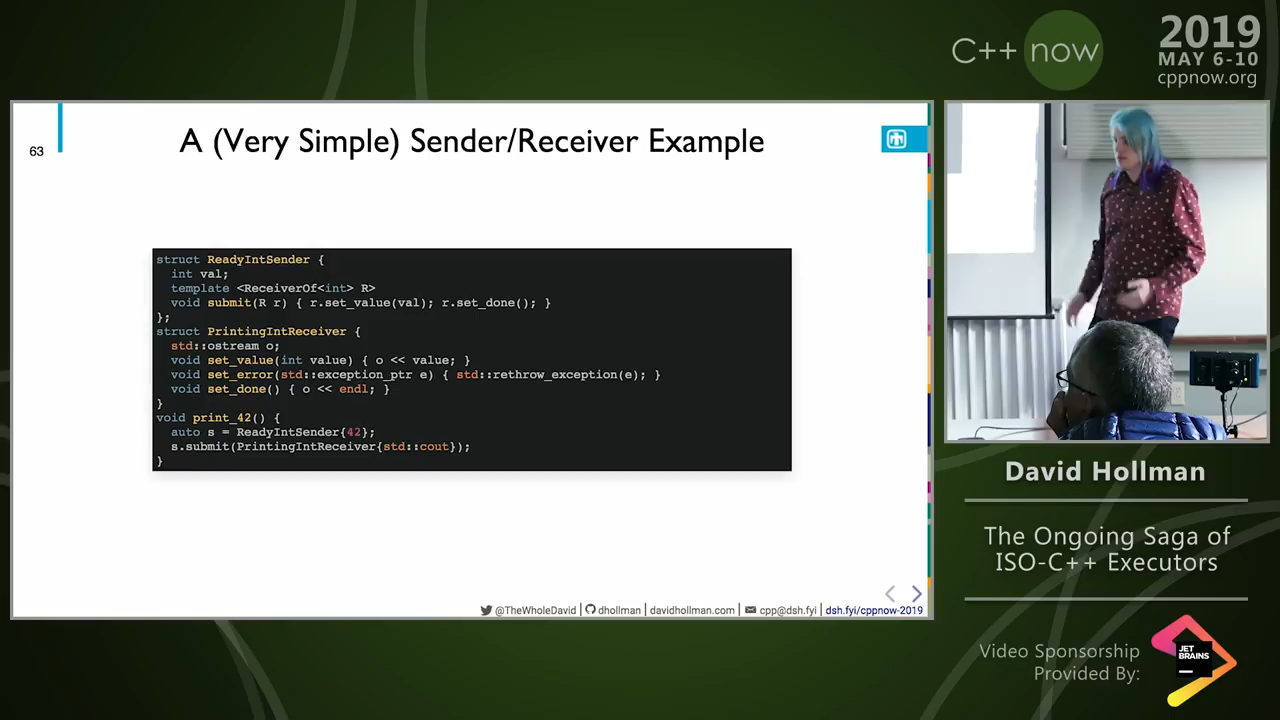 C++ now
2019
MAY 6-10
cppnow.org
63
A (Very Simple) Sender/Receiver Example
struct ReadyIntSender {
  int val;
  template <ReceiverOf<int> R>
  void submit(R r) { r.set_value(val); r.set_done(); }
};
struct PrintingIntReceiver {
  std::ostream o;
  void set_value(int value) { o << value; }
  void set_error(std::exception_ptr e) { std::rethrow_exception(e); }
  void set_done() { o << endl; }
}
void print_42() {
  auto s = ReadyIntSender{42};
  s.submit(PrintingIntReceiver{std::cout});
}
@TheWholeDavid | dhollman | davidhollman.com | cpp@dsh.fyi | dsh.fyi/cppnow-2019
David Hollman
The Ongoing Saga of
ISO-C++ Executors
Video Sponsorship
Provided By:
JET
BRAINS